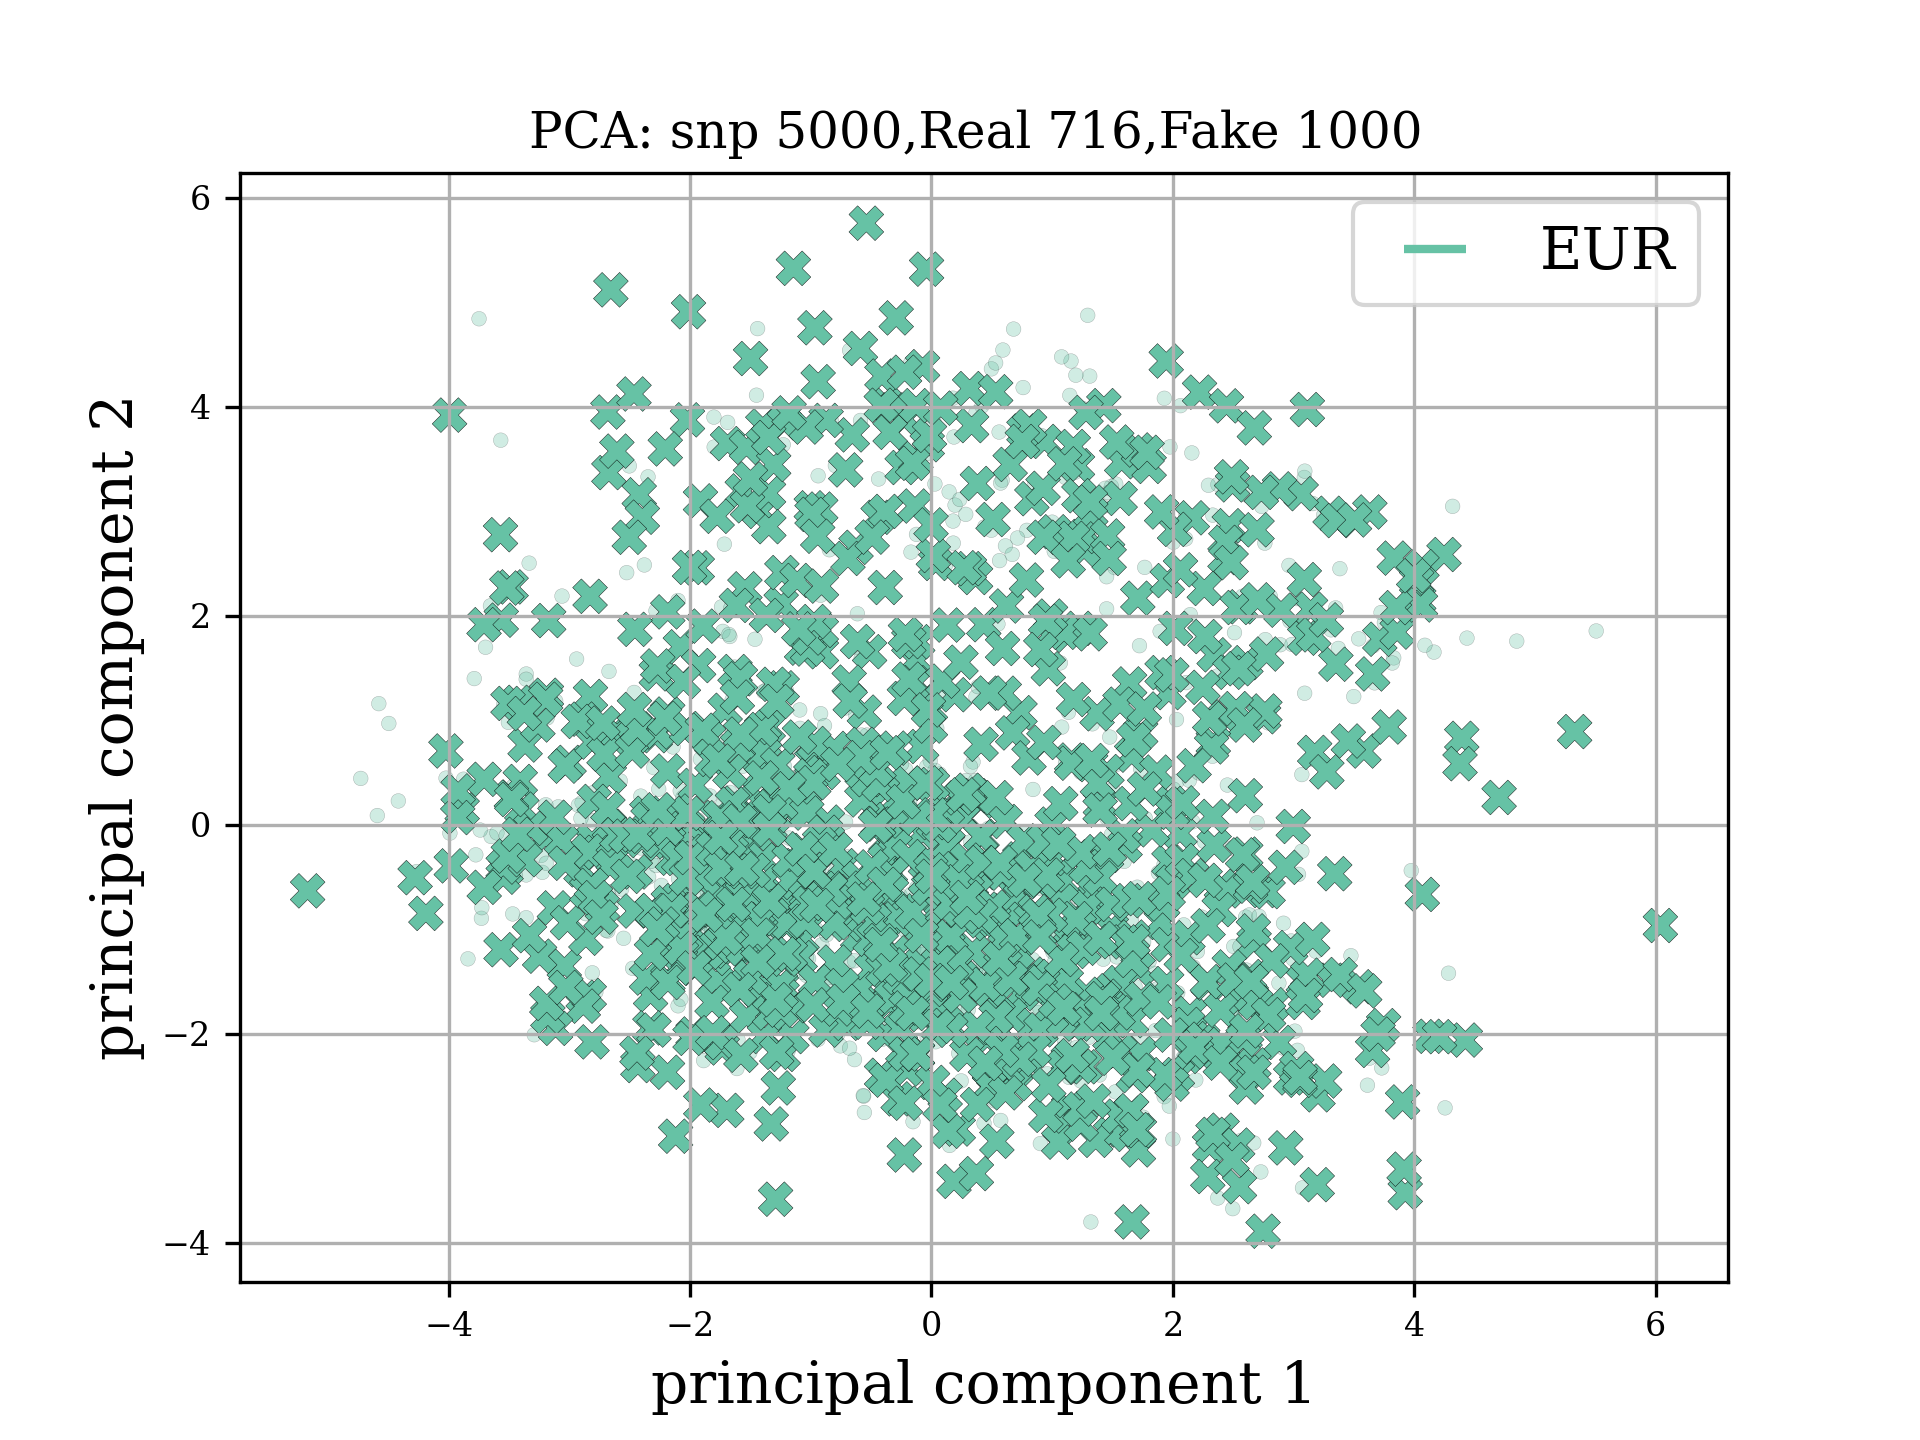 PCA: snp 5000,Real 716,Fake 1000
EUR
6
4
2
0
−2
−4
principal component 2
−4 −2 0 2 4 6
principal component 1